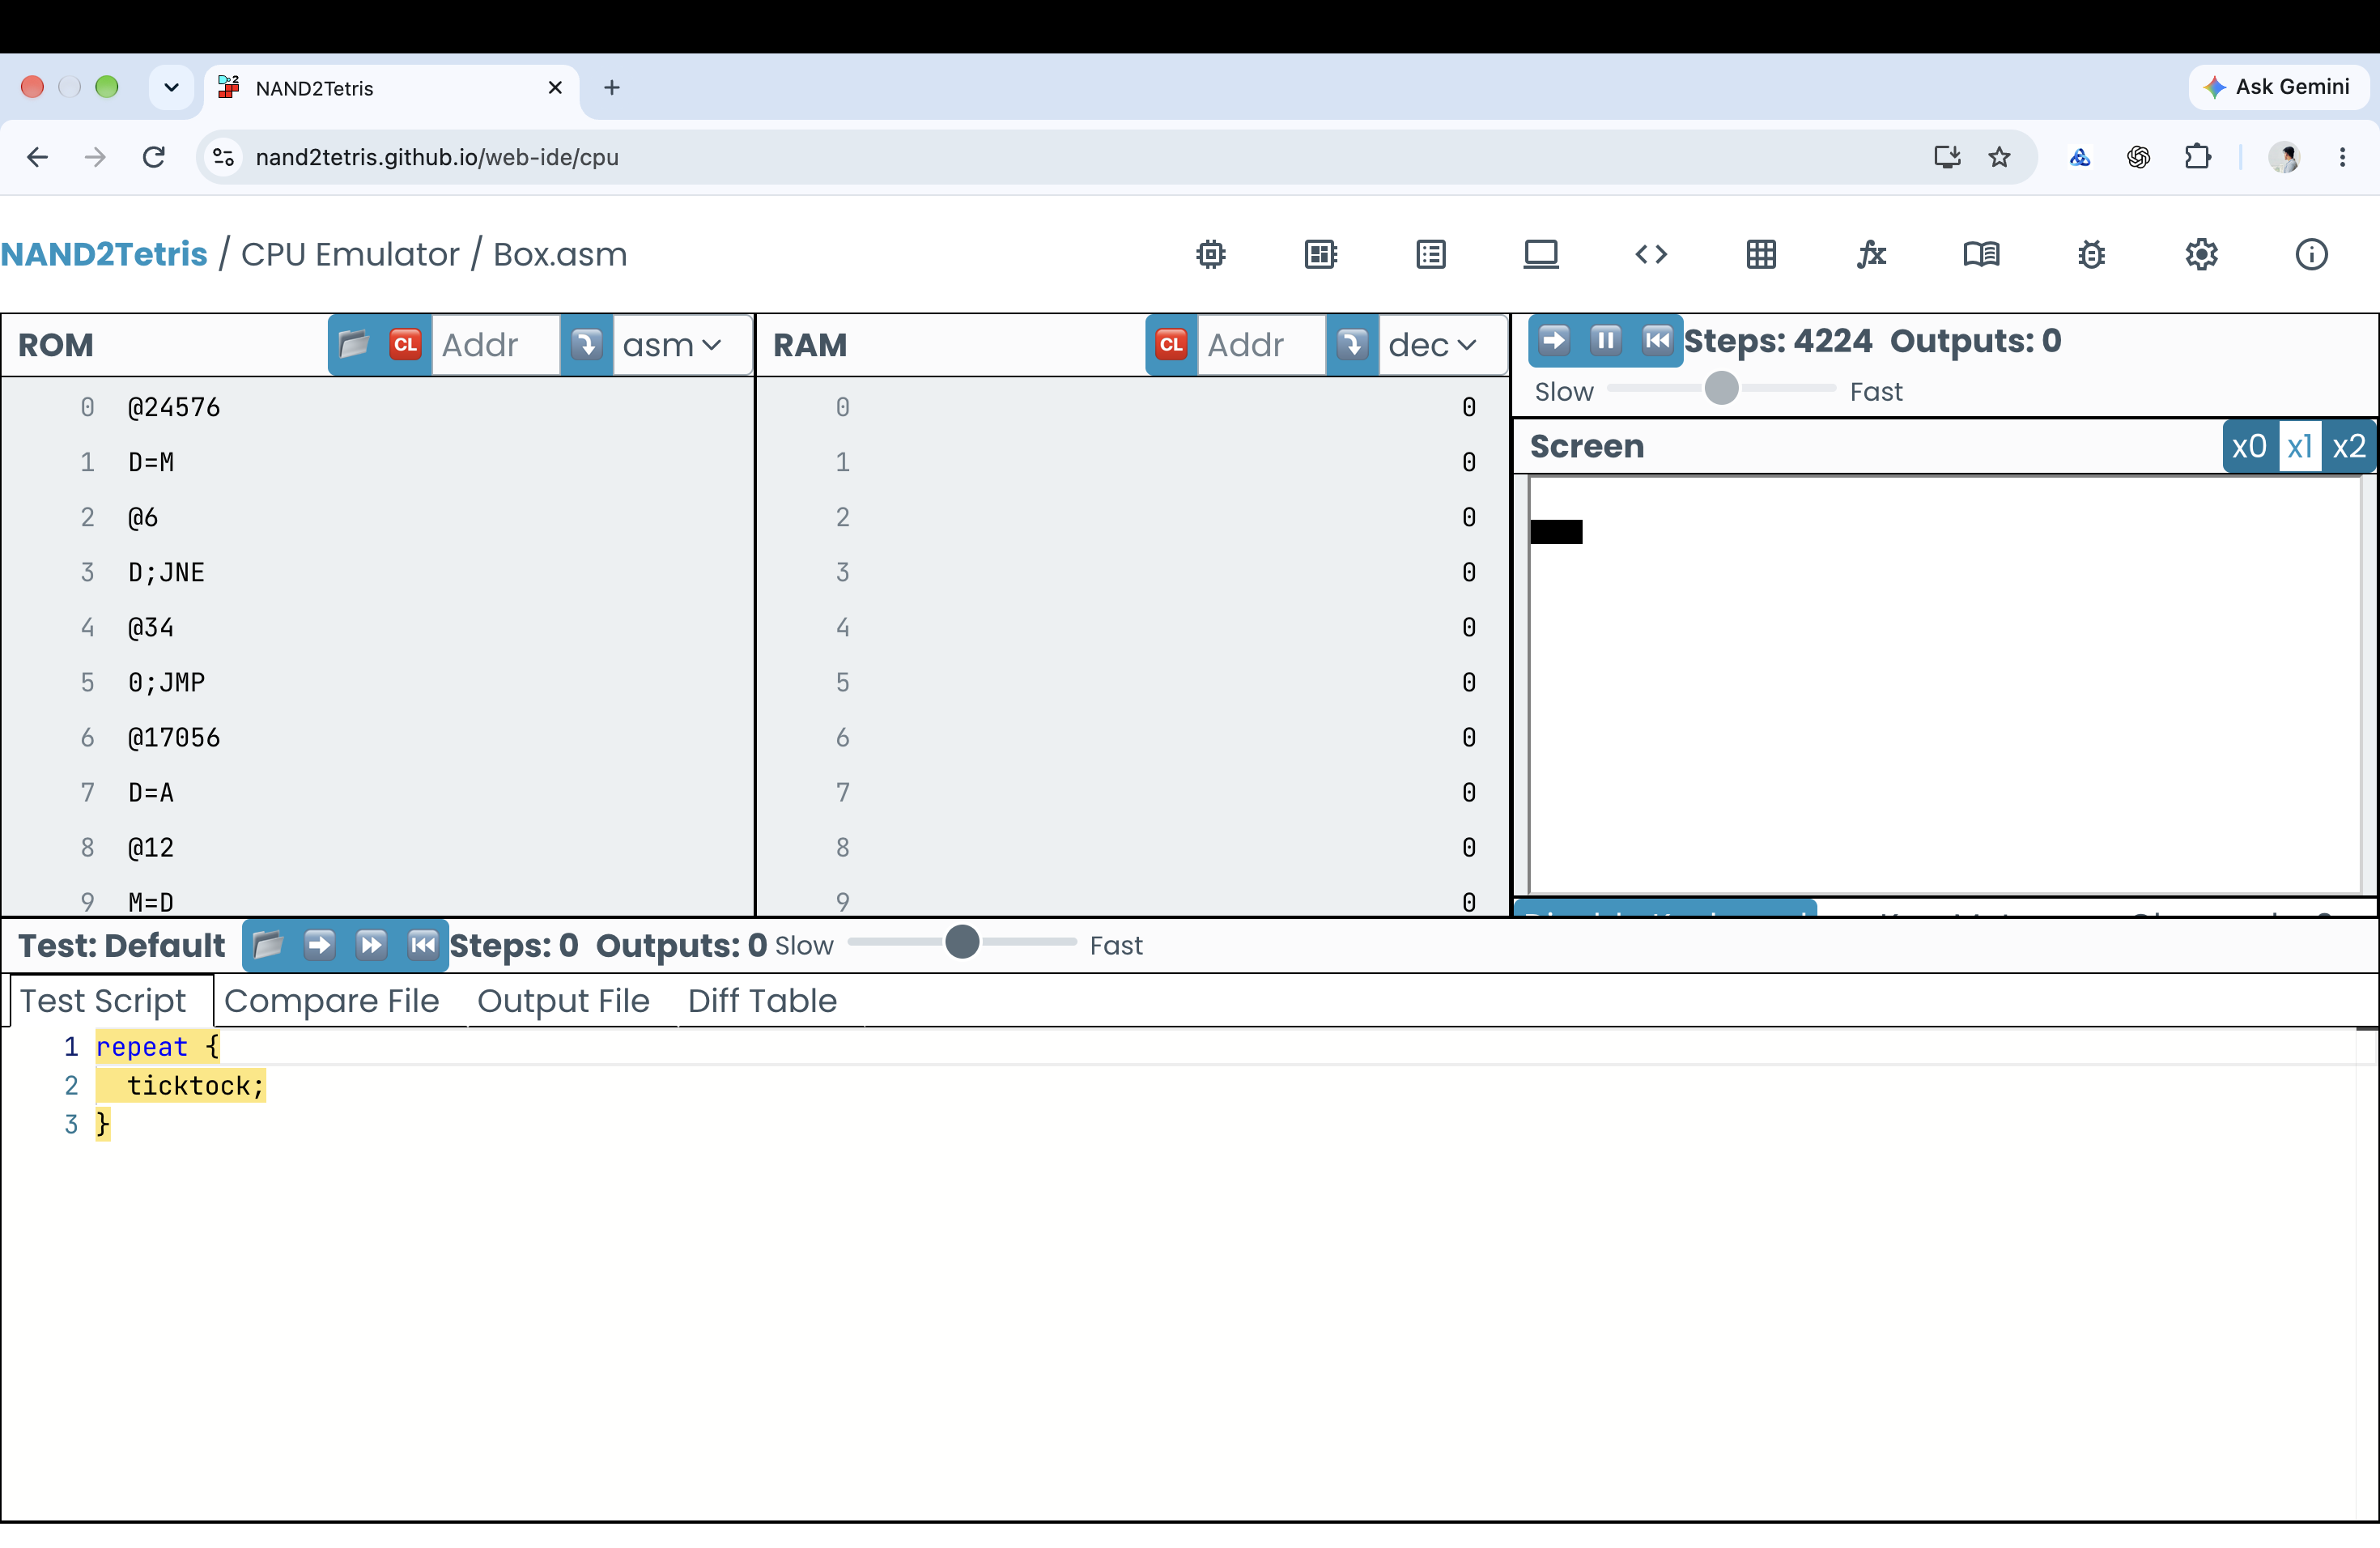 NAND2Tetris
Ask Gemini
nand2tetris.github.io/web-ide/cpu
NAND2Tetris / CPU Emulator / Box.asm
ROM CL Addr asm
0 @24576
1 D=M
2 @6
3 D;JNE
4 @34
5 0;JMP
6 @17056
7 D=A
8 @12
9 M=D
RAM CL Addr dec
0 0
1 0
2 0
3 0
4 0
5 0
6 0
7 0
8 0
9 0
Steps: 4224 Outputs: 0
Slow Fast
Screen x0 x1 x2
Test: Default Steps: 0 Outputs: 0 Slow Fast
Test Script Compare File Output File Diff Table
1 repeat {
2 ticktock;
3 }